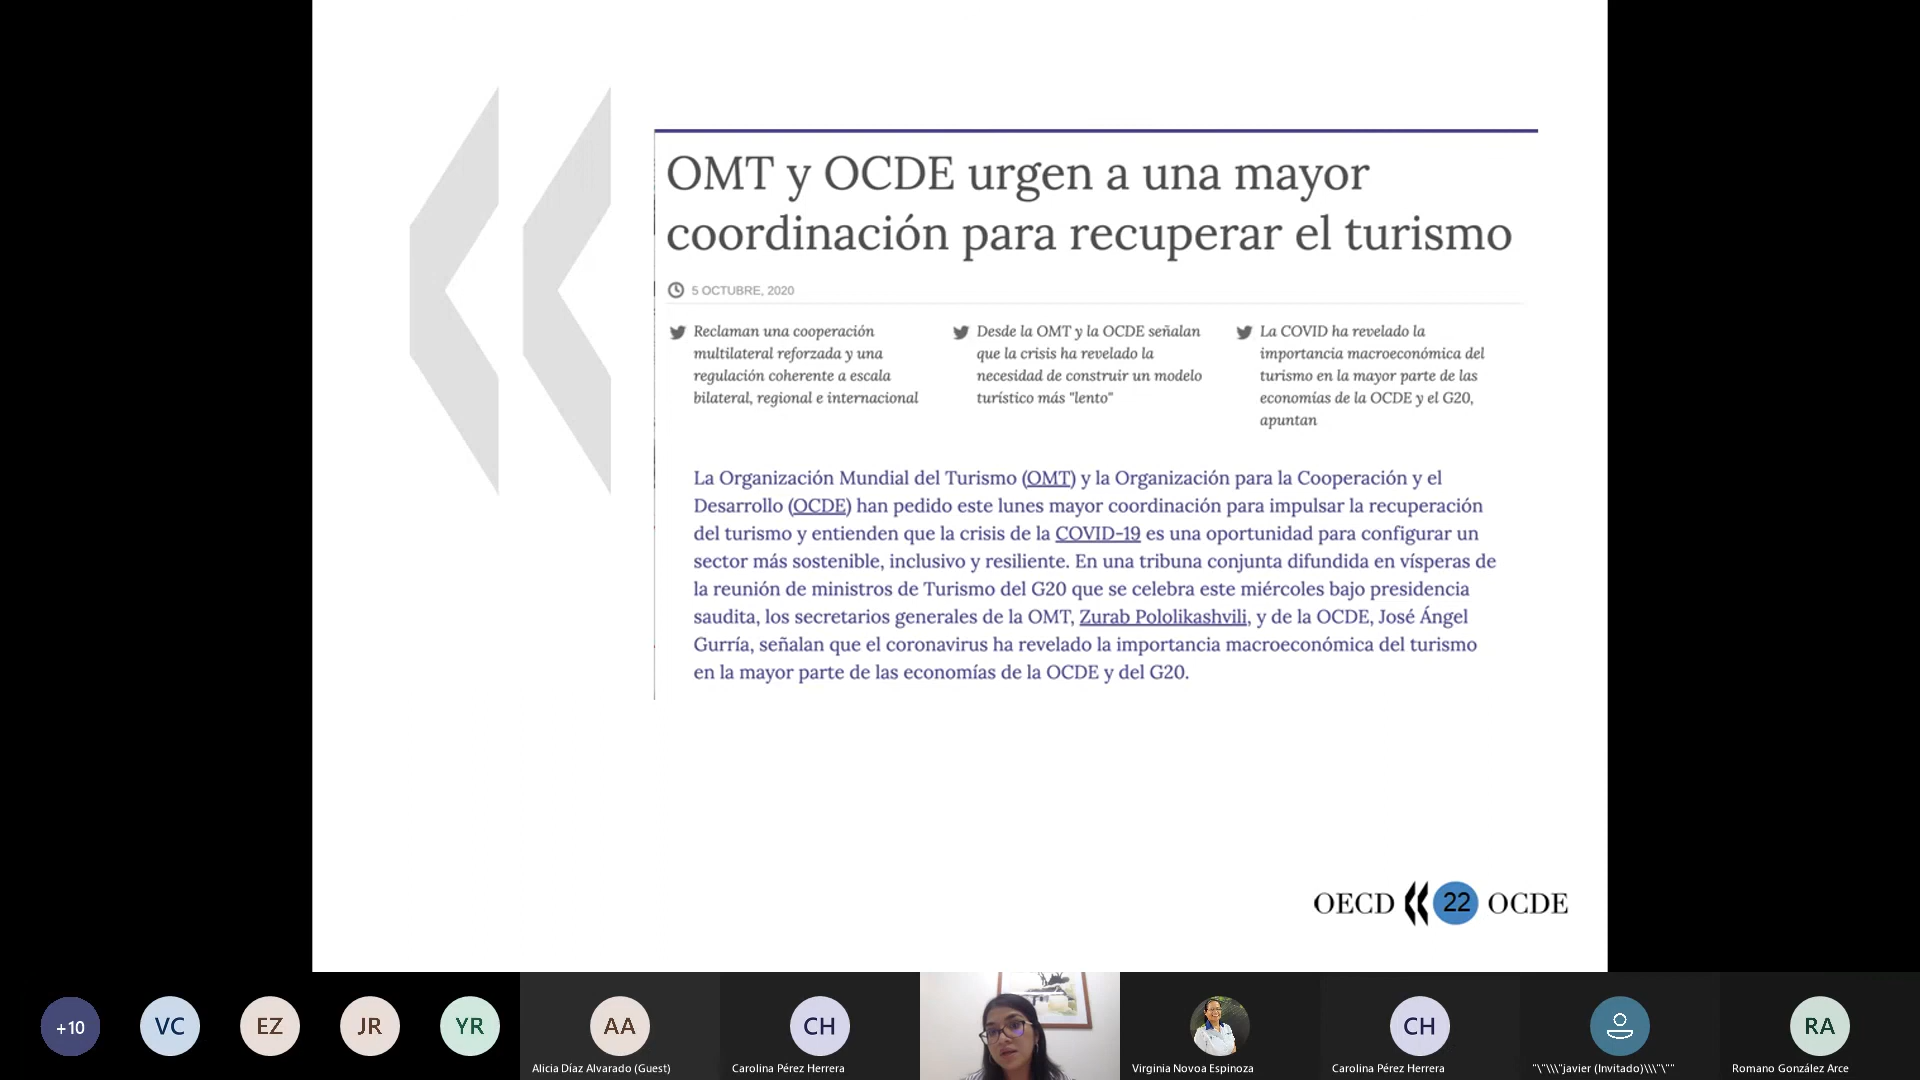 OMT y OCDE urgen a una mayor
coordinación para recuperar el turismo
5 OCTUBRE, 2020
Reclaman una cooperación
multilateral reforzada y una
regulación coherente a escala
bilateral, regional e internacional
Desde la OMT y la OCDE señalan
que la crisis ha revelado la
necesidad de construir un modelo
turístico más "lento"
La COVID ha revelado la
importancia macroeconómica del
turismo en la mayor parte de las
economías de la OCDE y el G20,
apuntan
La Organización Mundial del Turismo (OMT) y la Organización para la Cooperación y el
Desarrollo (OCDE) han pedido este lunes mayor coordinación para impulsar la recuperación
del turismo y entienden que la crisis de la COVID-19 es una oportunidad para configurar un
sector más sostenible, inclusivo y resiliente. En una tribuna conjunta difundida en vísperas de
la reunión de ministros de Turismo del G20 que se celebra este miércoles bajo presidencia
saudita, los secretarios generales de la OMT, Zurab Pololikashvili, y de la OCDE, José Ángel
Gurría, señalan que el coronavirus ha revelado la importancia macroeconómica del turismo
en la mayor parte de las economías de la OCDE y del G20.
OECD 22 OCDE
+10
VC
EZ
JR
YR
AA
Alicia Díaz Alvarado (Guest)
CH
Carolina Pérez Herrera
Virginia Novoa Espinoza
CH
Carolina Pérez Herrera
"\"\\\"javier (Invitado)\\\"\""
RA
Romano González Arce